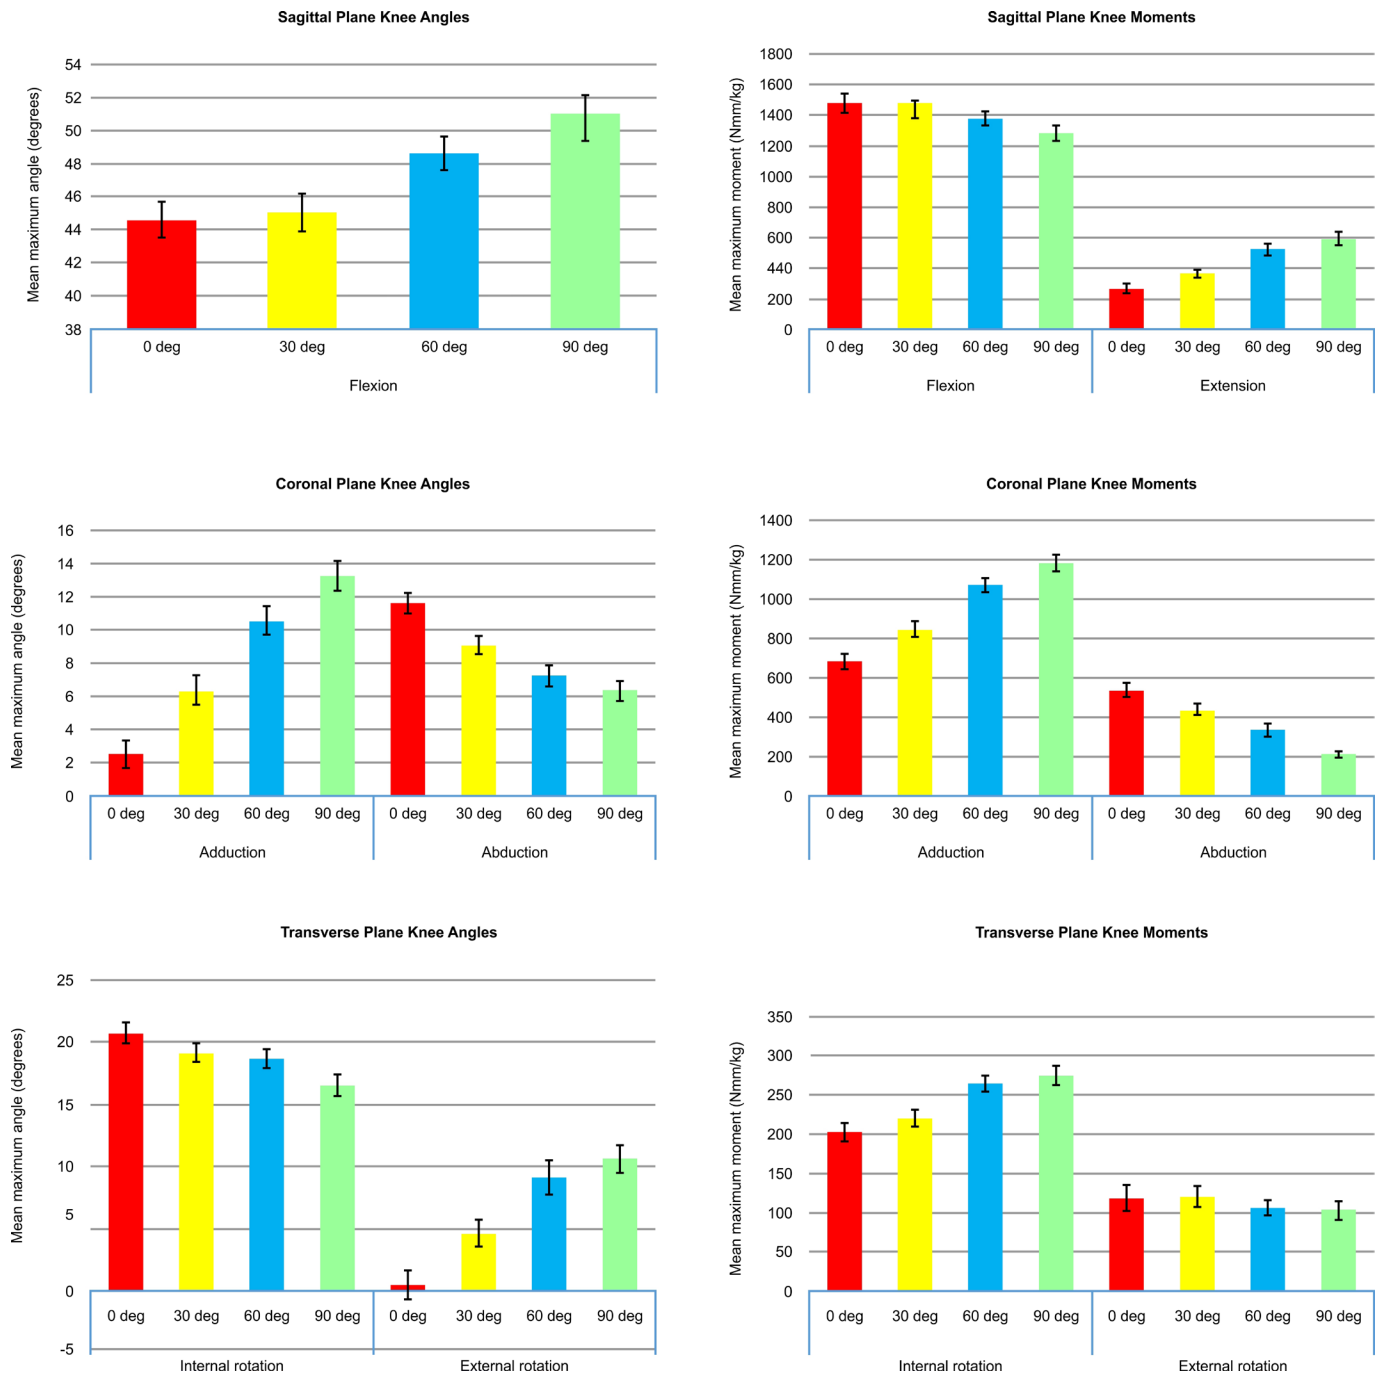 Sagittal Plane Knee Angles
Mean maximum angle (degrees)
54
52
50
48
46
44
42
40
38
0 deg 30 deg 60 deg 90 deg
Flexion
Sagittal Plane Knee Moments
Mean maximum moment (Nmm/kg)
1800
1600
1400
1200
1000
800
600
440
200
0
0 deg 30 deg 60 deg 90 deg 0 deg 30 deg 60 deg 90 deg
Flexion Extension
Coronal Plane Knee Angles
Mean maximum angle (degrees)
16
14
12
10
8
6
4
2
0
0 deg 30 deg 60 deg 90 deg 0 deg 30 deg 60 deg 90 deg
Adduction Abduction
Coronal Plane Knee Moments
Mean maximum moment (Nmm/kg)
1400
1200
1000
800
600
400
200
0
0 deg 30 deg 60 deg 90 deg 0 deg 30 deg 60 deg 90 deg
Adduction Abduction
Transverse Plane Knee Angles
Mean maximum angle (degrees)
25
20
15
10
5
0
-5
0 deg 30 deg 60 deg 90 deg 0 deg 30 deg 60 deg 90 deg
Internal rotation External rotation
Transverse Plane Knee Moments
Mean maximum moment (Nmm/kg)
350
300
250
200
150
100
50
0
0 deg 30 deg 60 deg 90 deg 0 deg 30 deg 60 deg 90 deg
Internal rotation External rotation